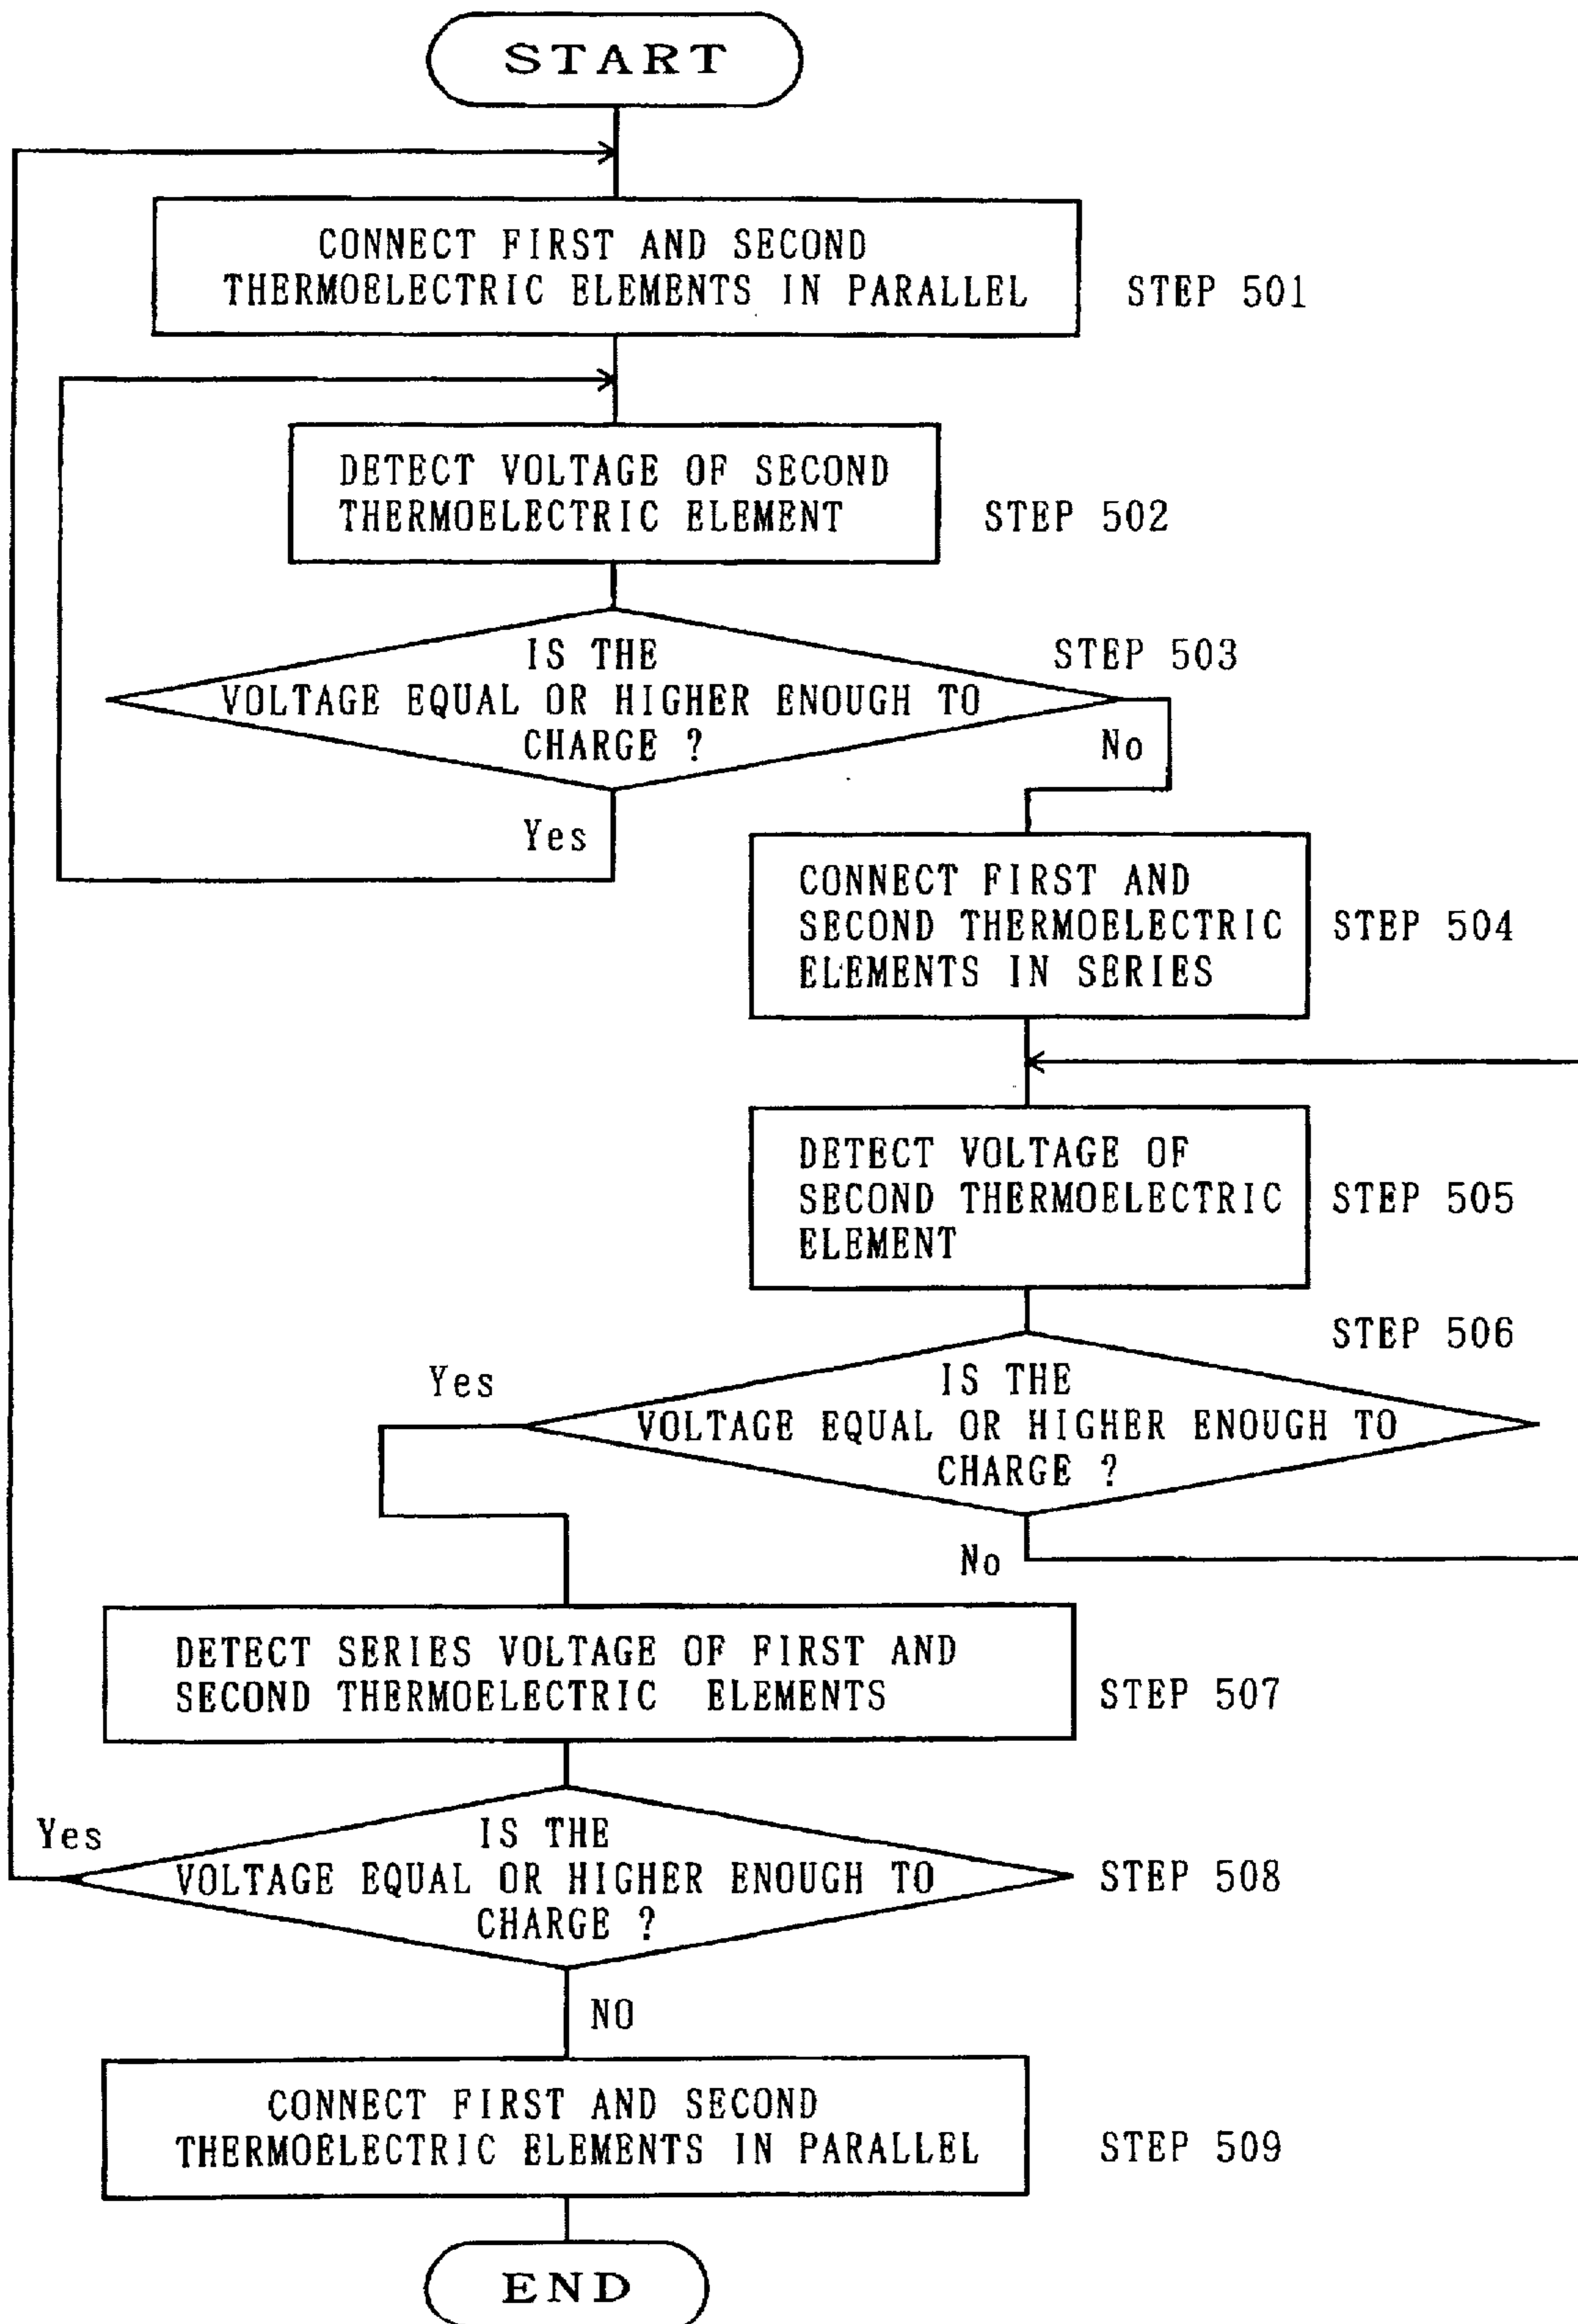 START
CONNECT FIRST AND SECOND
THERMOELECTRIC ELEMENTS IN PARALLEL
STEP 501
DETECT VOLTAGE OF SECOND
THERMOELECTRIC ELEMENT
STEP 502
IS THE
VOLTAGE EQUAL OR HIGHER ENOUGH TO
CHARGE ?
STEP 503
No
Yes
CONNECT FIRST AND
SECOND THERMOELECTRIC
ELEMENTS IN SERIES
STEP 504
DETECT VOLTAGE OF
SECOND THERMOELECTRIC
ELEMENT
STEP 505
STEP 506
Yes
IS THE
VOLTAGE EQUAL OR HIGHER ENOUGH TO
CHARGE ?
No
DETECT SERIES VOLTAGE OF FIRST AND
SECOND THERMOELECTRIC ELEMENTS
STEP 507
Yes
IS THE
VOLTAGE EQUAL OR HIGHER ENOUGH TO
CHARGE ?
STEP 508
NO
CONNECT FIRST AND SECOND
THERMOELECTRIC ELEMENTS IN PARALLEL
STEP 509
END